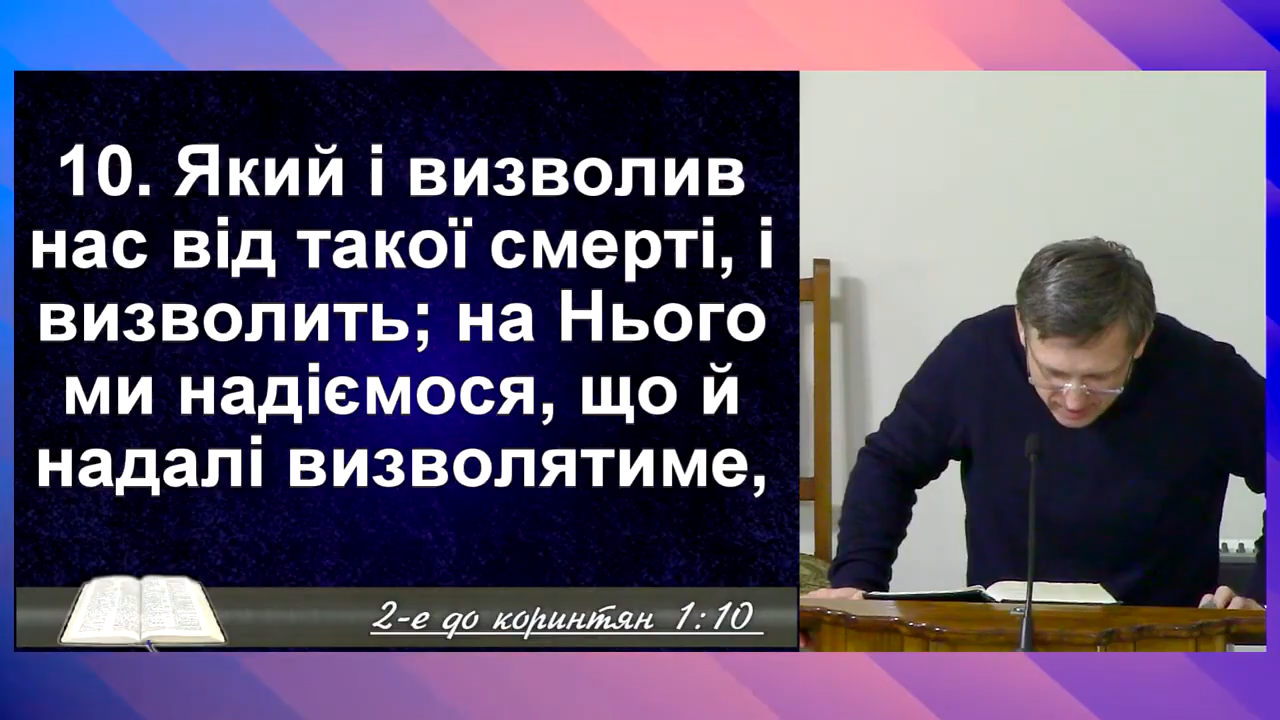 10. Який і визволив
нас від такої смерті, і
визволить; на Нього
ми надіємося, що й
надалі визволятиме,
2-е до коринтян 1:10